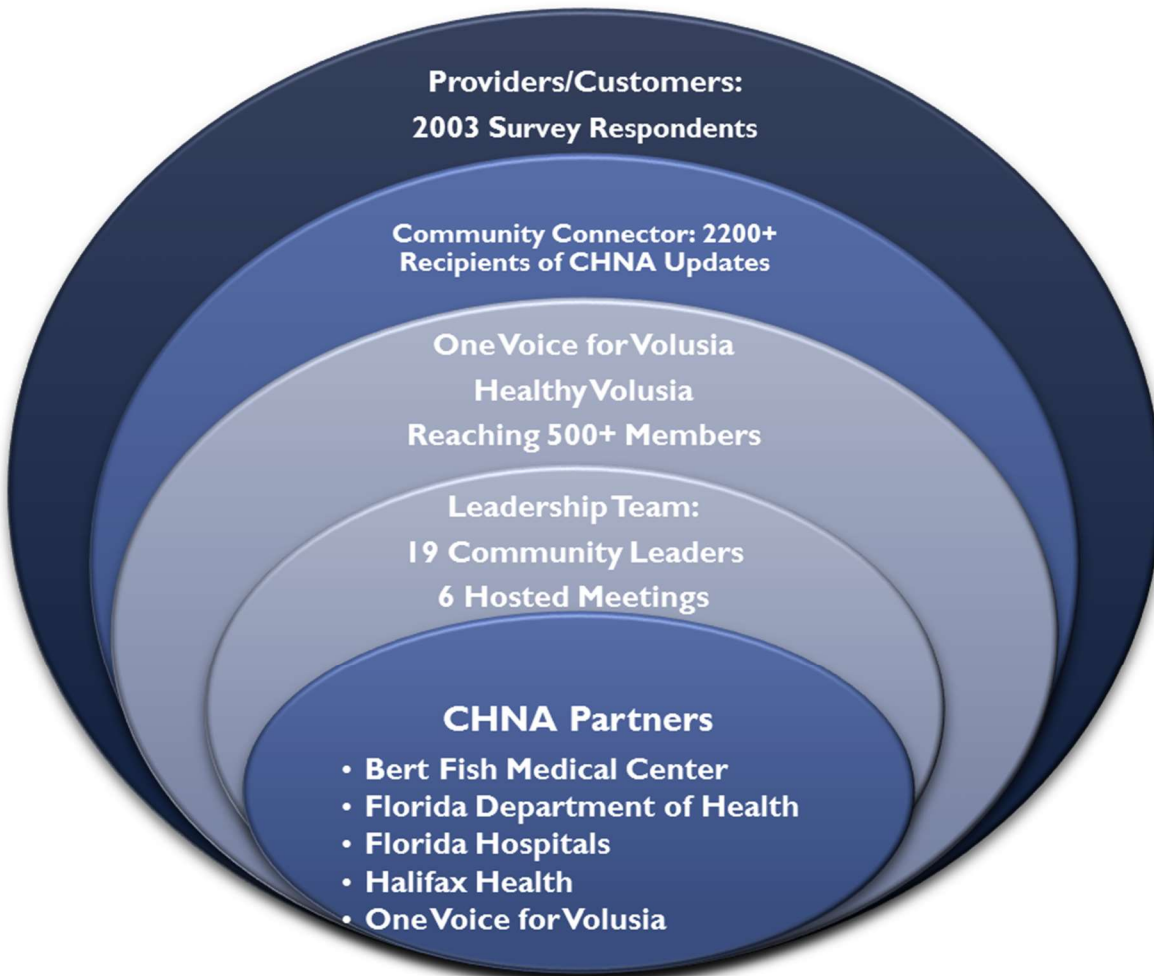 Providers/Customers:
2003 Survey Respondents
Community Connector: 2200+
Recipients of CHNA Updates
One Voice for Volusia
Healthy Volusia
Reaching 500+ Members
Leadership Team:
19 Community Leaders
6 Hosted Meetings
CHNA Partners
• Bert Fish Medical Center
• Florida Department of Health
• Florida Hospitals
• Halifax Health
• One Voice for Volusia